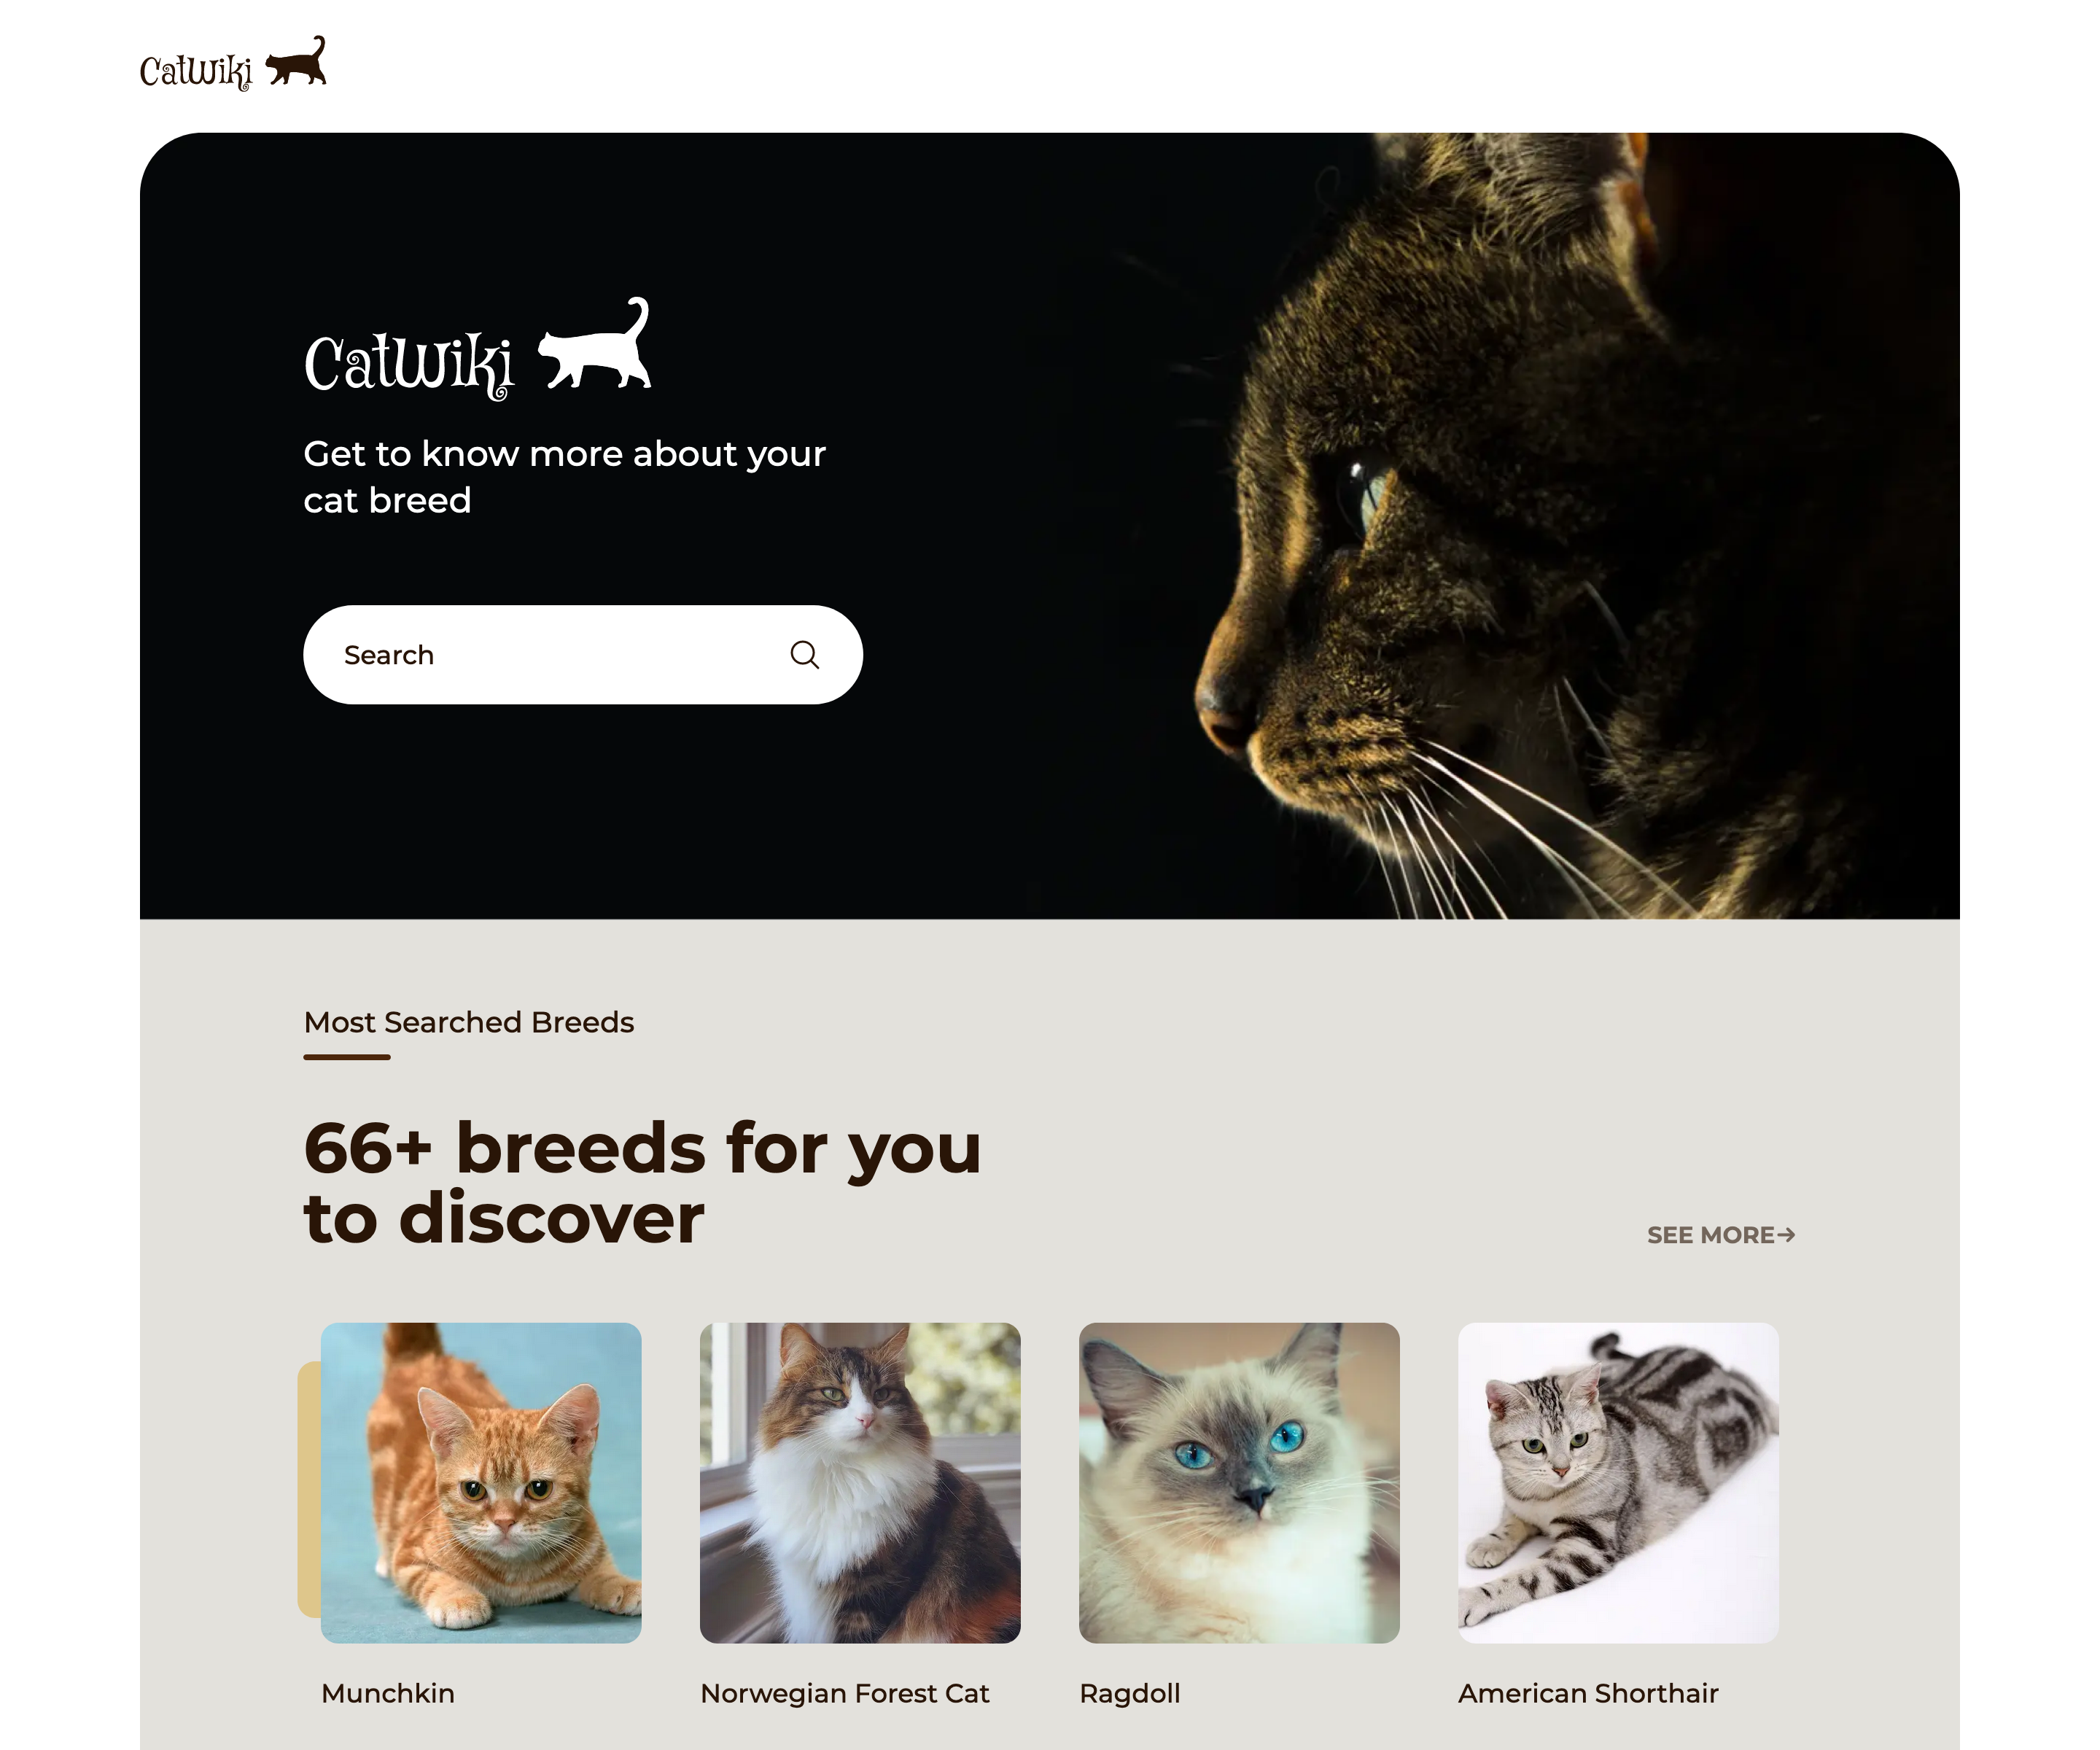 CatWiki
CatWiki
Get to know more about your
cat breed
Search
Most Searched Breeds
66+ breeds for you
to discover
SEE MORE→
Munchkin
Norwegian Forest Cat
Ragdoll
American Shorthair